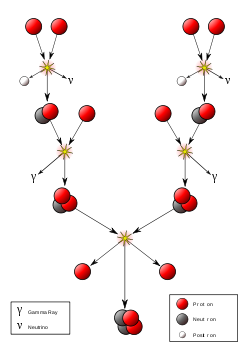 ν
ν
γ
γ
γ Gamma Ray
ν Neutrino
Proton
Neutron
Positron